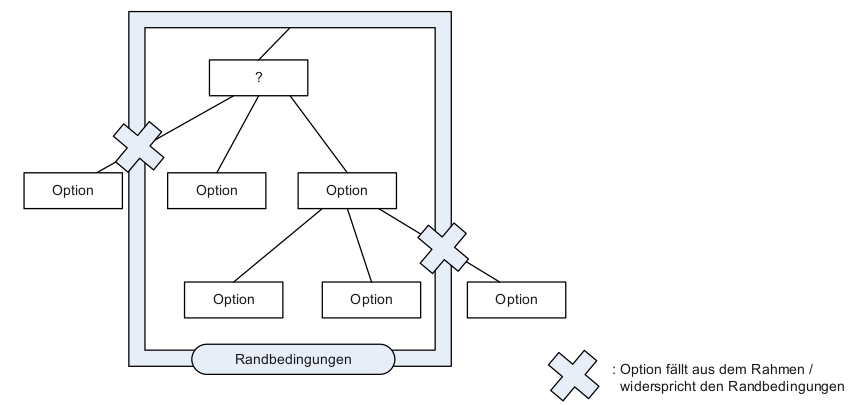 ?
Option
Option
Option
Option
Option
Option
Randbedingungen
: Option fällt aus dem Rahmen /
widerspricht den Randbedingungen